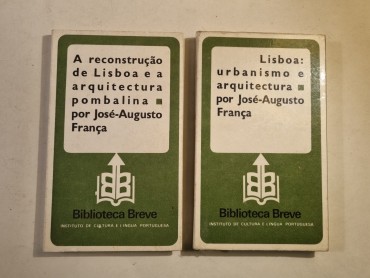 A reconstrução
de Lisboa e a
arquitectura
pombalina ■
por José-Augusto
França
Biblioteca Breve
INSTITUTO DE CULTURA E LÍNGUA PORTUGUESA
Lisboa:
urbanismo e
arquitectura ■
por José-Augusto
França
Biblioteca Breve
INSTITUTO DE CULTURA E LÍNGUA PORTUGUESA